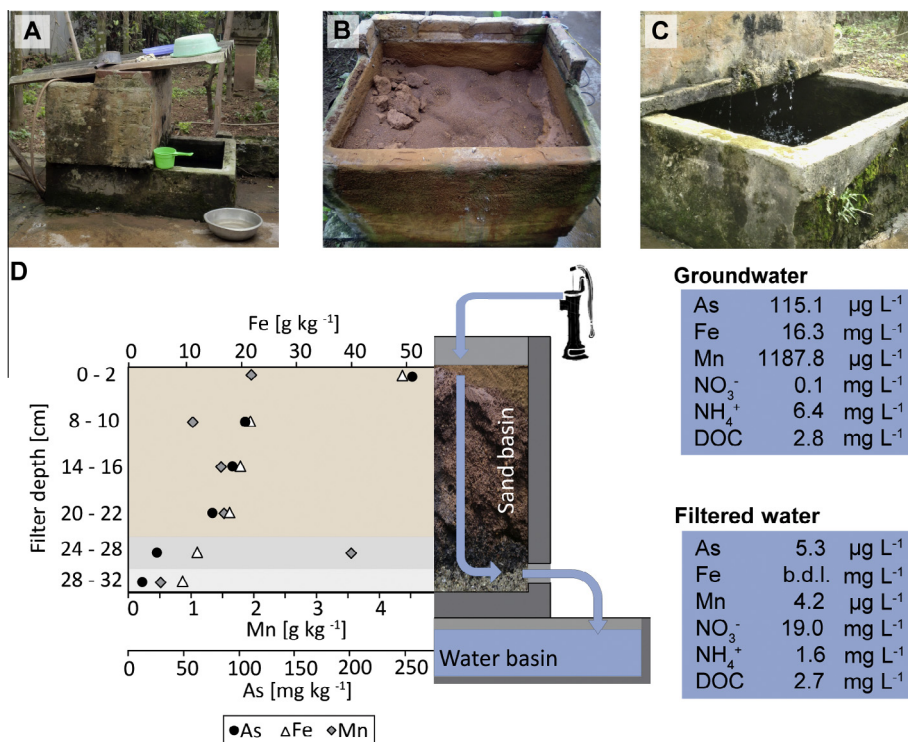 A
B
C
D
Fe [g kg ⁻¹]
0 10 20 30 40 50
Filter depth [cm]
0 - 2
8 - 10
14 - 16
20 - 22
24 - 28
28 - 32
0 1 2 3 4
Mn [g kg ⁻¹]
0 50 100 150 200 250
As [mg kg ⁻¹]
As Fe Mn
Sand basin
Water basin
Groundwater
As 115.1 µg L⁻¹
Fe 16.3 mg L⁻¹
Mn 1187.8 µg L⁻¹
NO₃⁻ 0.1 mg L⁻¹
NH₄⁺ 6.4 mg L⁻¹
DOC 2.8 mg L⁻¹
Filtered water
As 5.3 µg L⁻¹
Fe b.d.l. mg L⁻¹
Mn 4.2 µg L⁻¹
NO₃⁻ 19.0 mg L⁻¹
NH₄⁺ 1.6 mg L⁻¹
DOC 2.7 mg L⁻¹